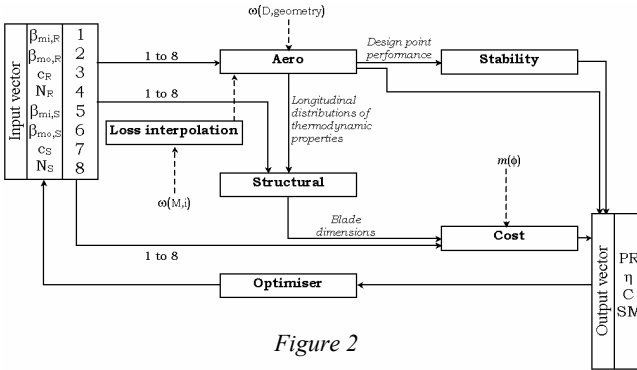 ω(D,geometry)
Input vector
β_mi,R 1
β_mo,R 2
c_R 3
N_R 4
β_mi,S 5
β_mo,S 6
c_S 7
N_S 8
1 to 8
Aero
Design point
performance
Stability
1 to 8
Loss interpolation
Longitudinal
distributions of
thermodynamic
properties
ω(M,i)
Structural
m(ϕ)
Blade
dimensions
Cost
1 to 8
Optimiser
Output vector
PR
η
C
SM
Figure 2